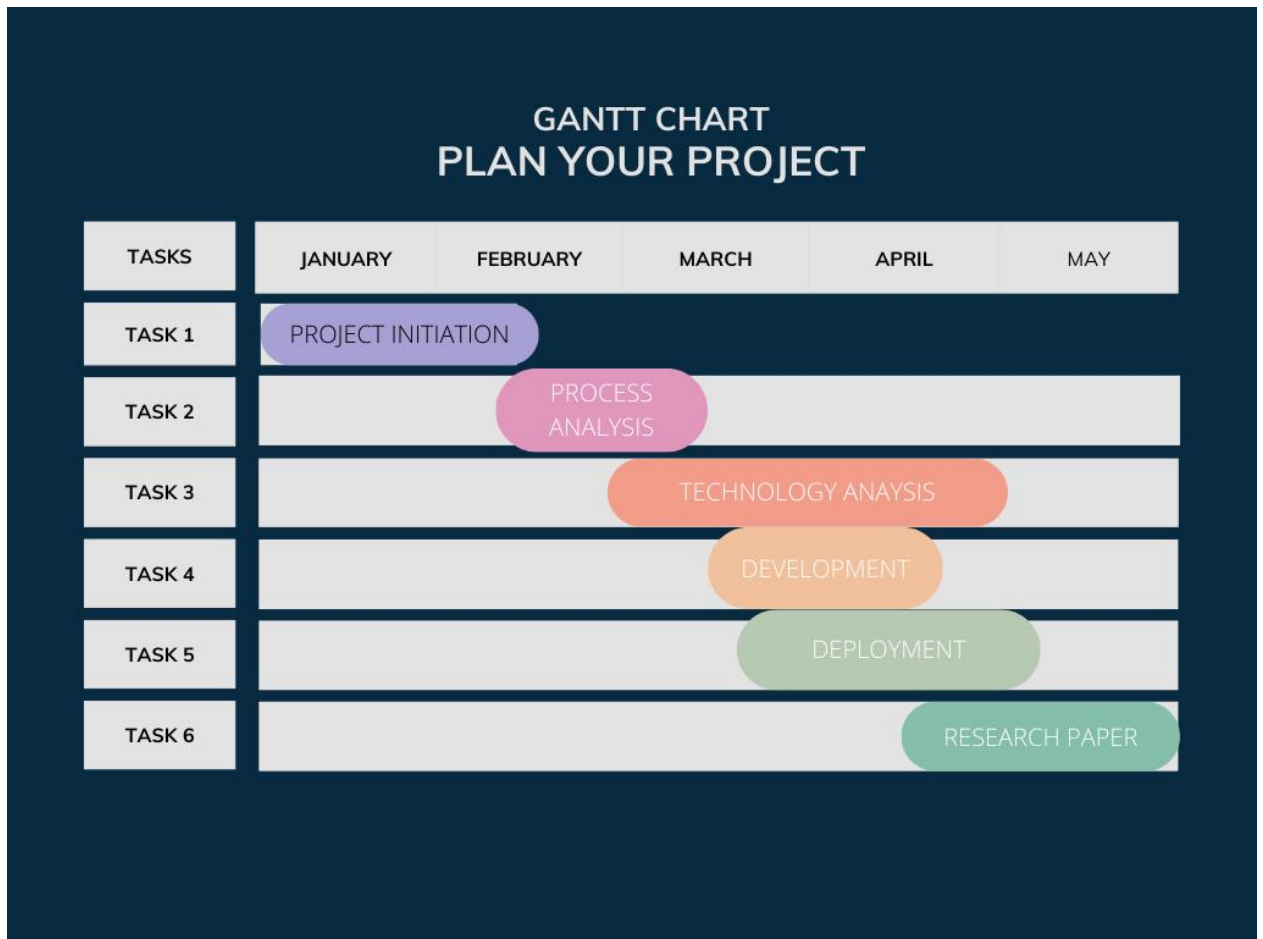 GANTT CHART
PLAN YOUR PROJECT
TASKS
JANUARY
FEBRUARY
MARCH
APRIL
MAY
TASK 1
PROJECT INITIATION
TASK 2
PROCESS
ANALYSIS
TASK 3
TECHNOLOGY ANAYSIS
TASK 4
DEVELOPMENT
TASK 5
DEPLOYMENT
TASK 6
RESEARCH PAPER